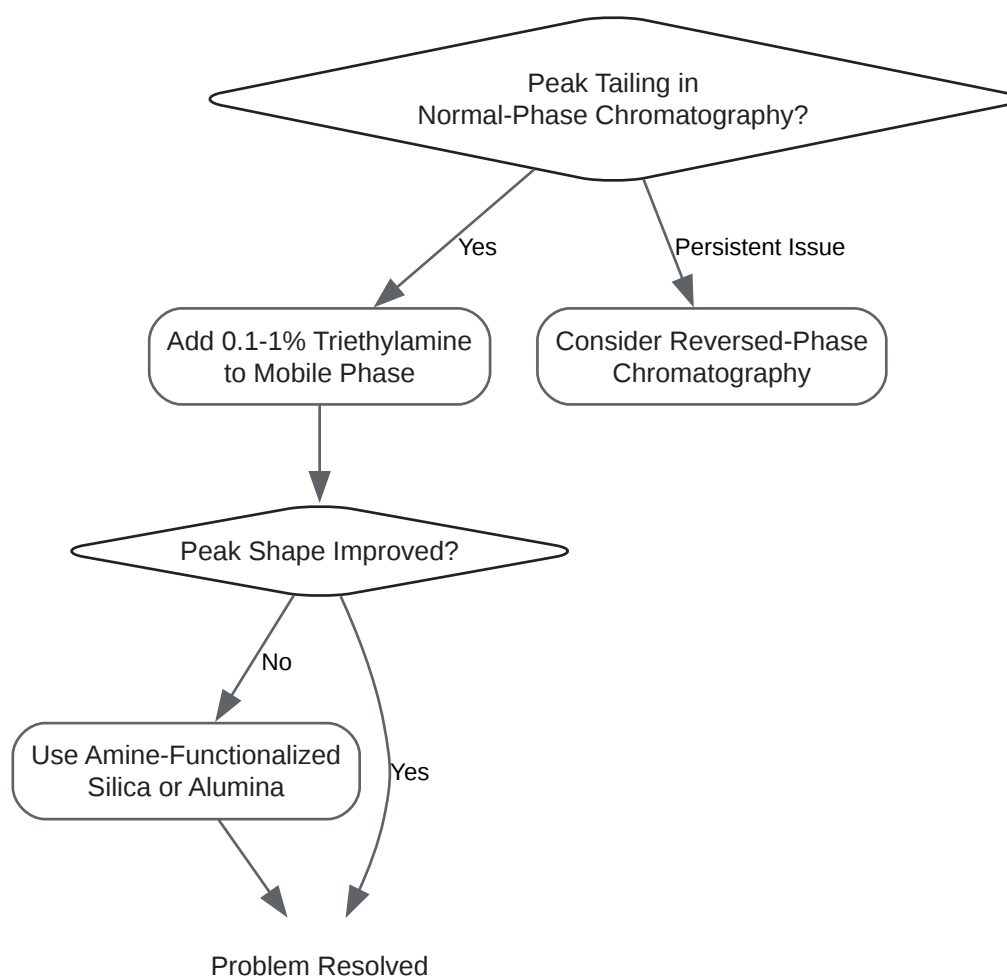 Peak Tailing in
Normal-Phase Chromatography?
Yes
Persistent Issue
Add 0.1-1% Triethylamine
to Mobile Phase
Consider Reversed-Phase
Chromatography
Peak Shape Improved?
No
Use Amine-Functionalized
Silica or Alumina
Yes
Problem Resolved